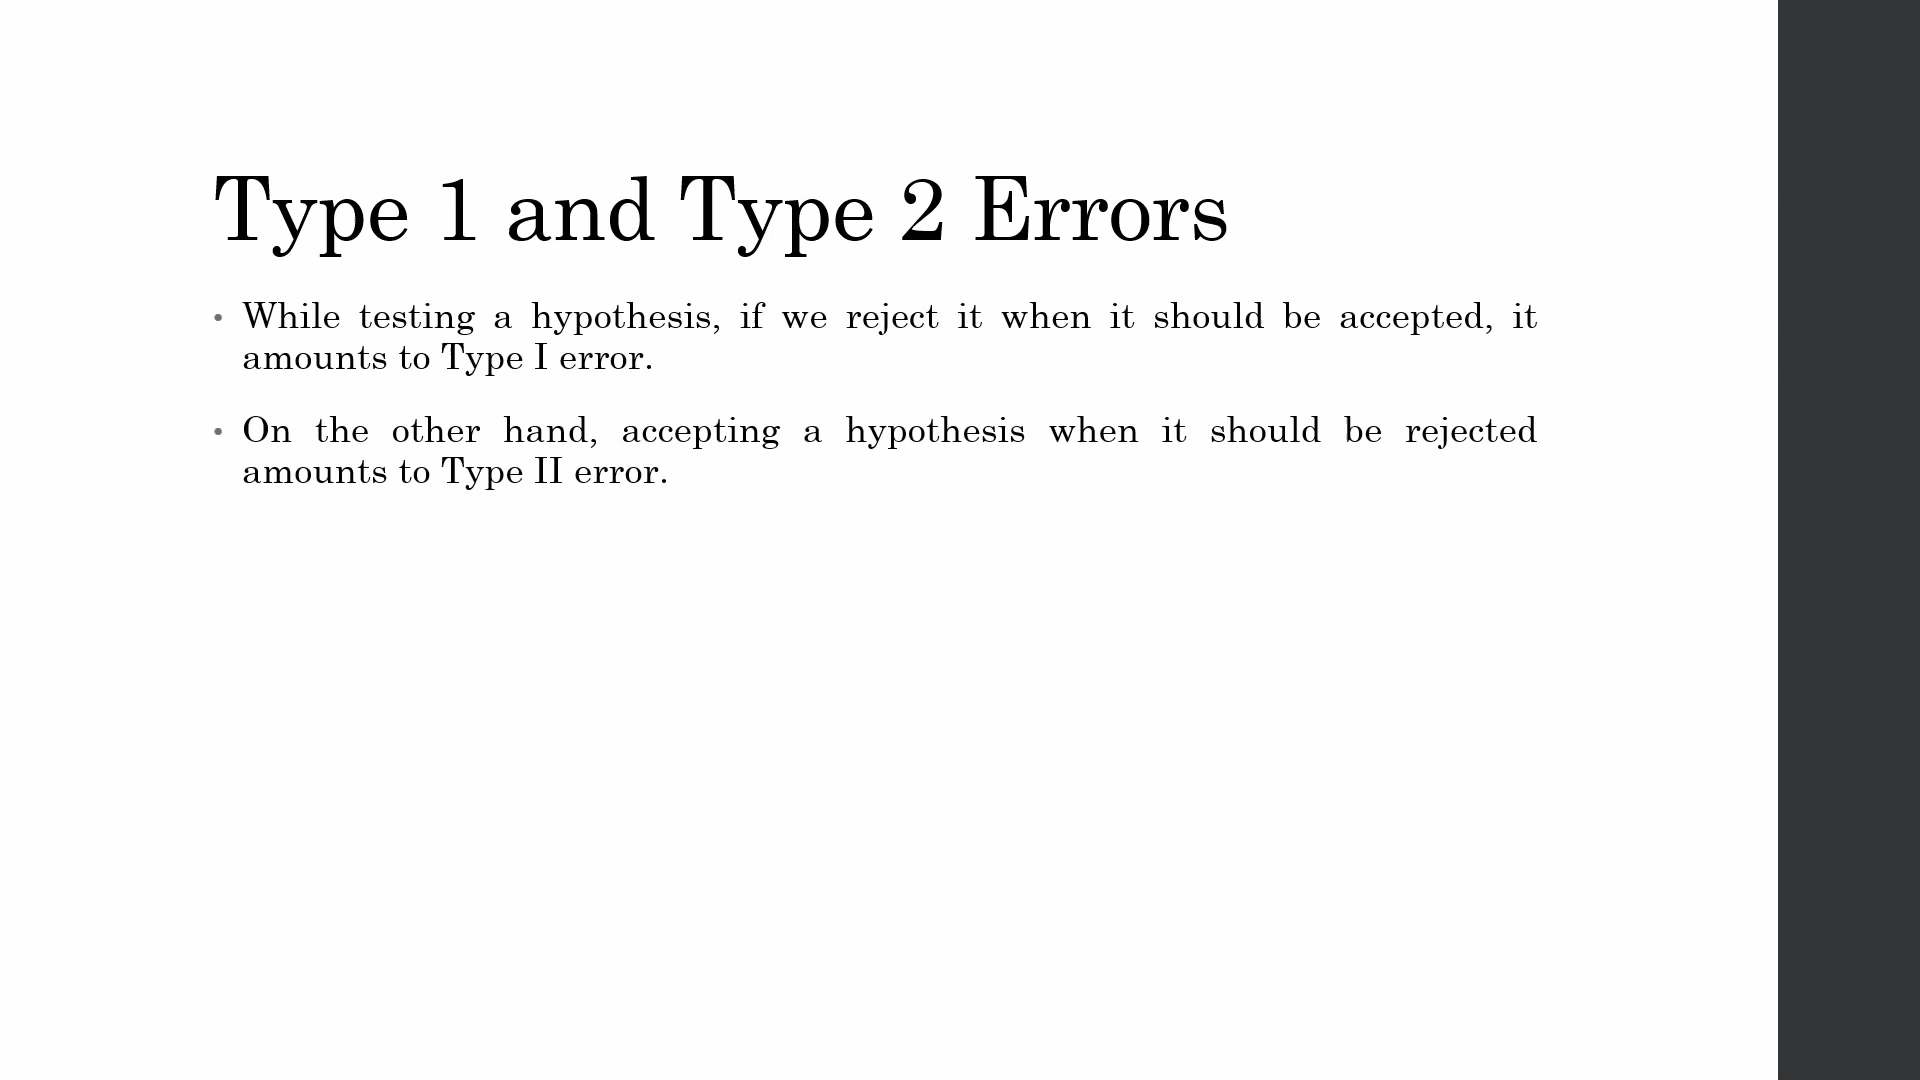 Type 1 and Type 2 Errors
• While testing a hypothesis, if we reject it when it should be accepted, it
amounts to Type I error.
• On the other hand, accepting a hypothesis when it should be rejected
amounts to Type II error.